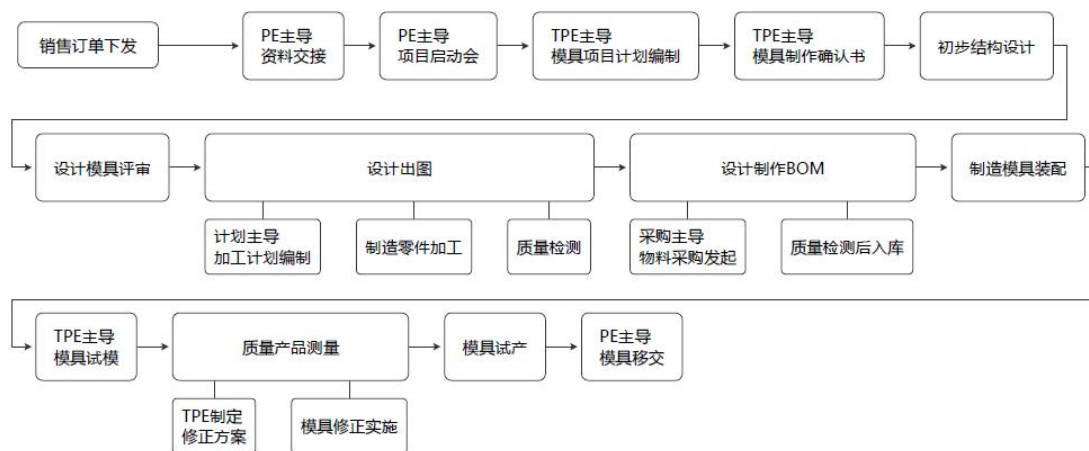 销售订单下发
PE主导
资料交接
PE主导
项目启动会
TPE主导
模具项目计划编制
TPE主导
模具制作确认书
初步结构设计
设计模具评审
设计出图
设计制作BOM
制造模具装配
计划主导
加工计划编制
制造零件加工
质量检测
采购主导
物料采购发起
质量检测后入库
TPE主导
模具试模
质量产品测量
模具试产
PE主导
模具移交
TPE制定
修正方案
模具修正实施